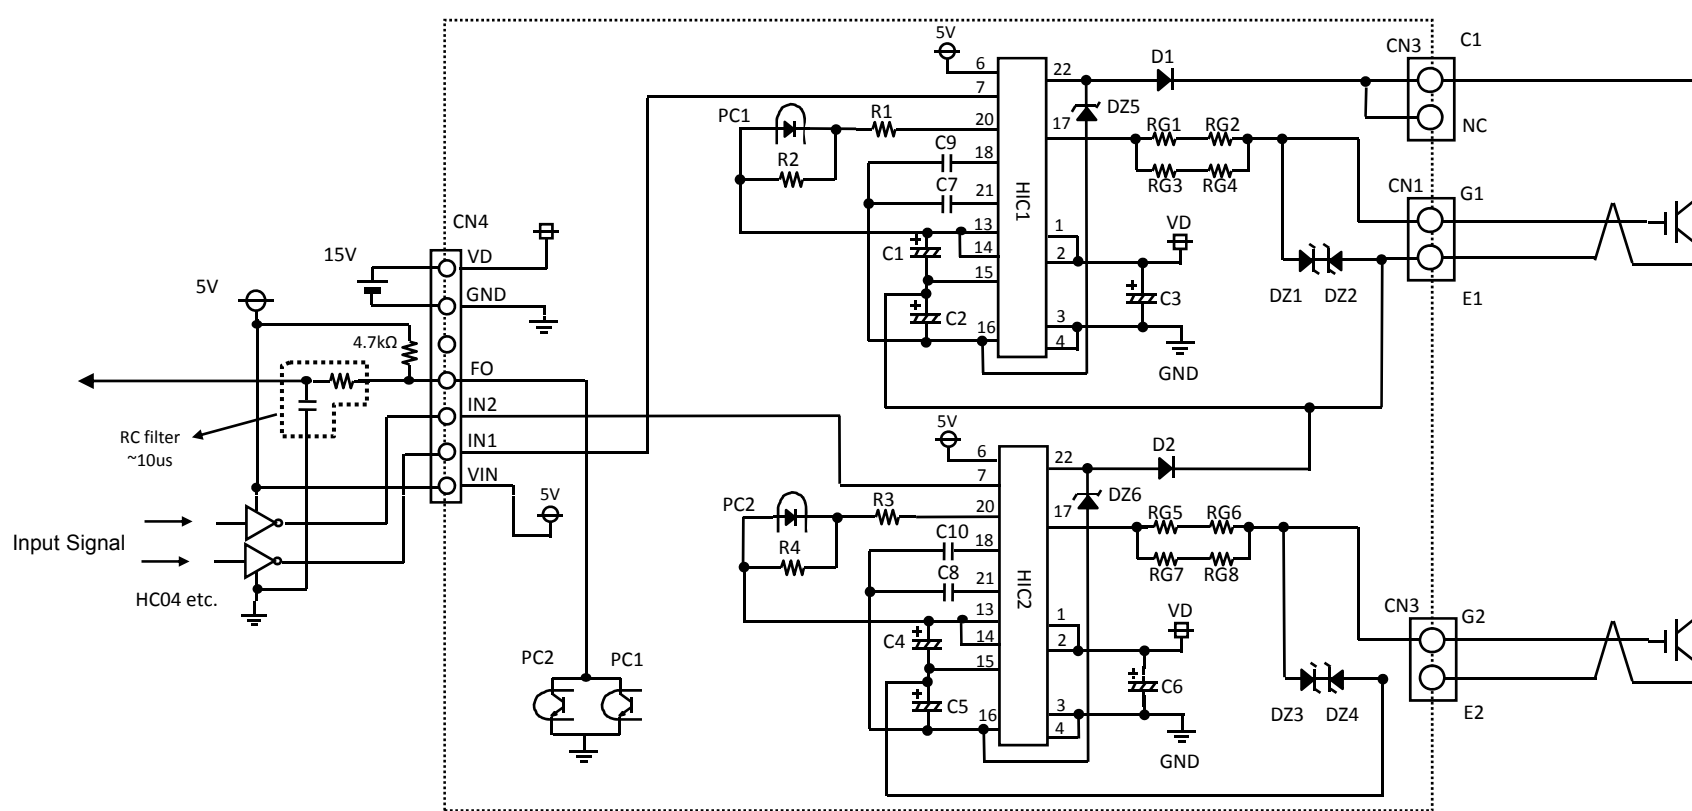 5V
6
7
PC1
R1
R2
20
C9
18
C7
21
13
14
C1
15
C2
16
HIC1
22
D1
DZ5
17
RG1
RG2
RG3
RG4
1
2
VD
C3
3
4
GND
DZ1
DZ2
CN3
C1
NC
CN1
G1
E1
CN4
15V
VD
GND
5V
4.7kΩ
FO
IN2
IN1
VIN
5V
RC filter
~10us
Input Signal
HC04 etc.
PC2
PC1
5V
6
7
PC2
R3
R4
20
C10
18
C8
21
13
14
C4
15
C5
16
HIC2
22
D2
DZ6
17
RG5
RG6
RG7
RG8
1
2
VD
C6
3
4
GND
DZ3
DZ4
CN3
G2
E2